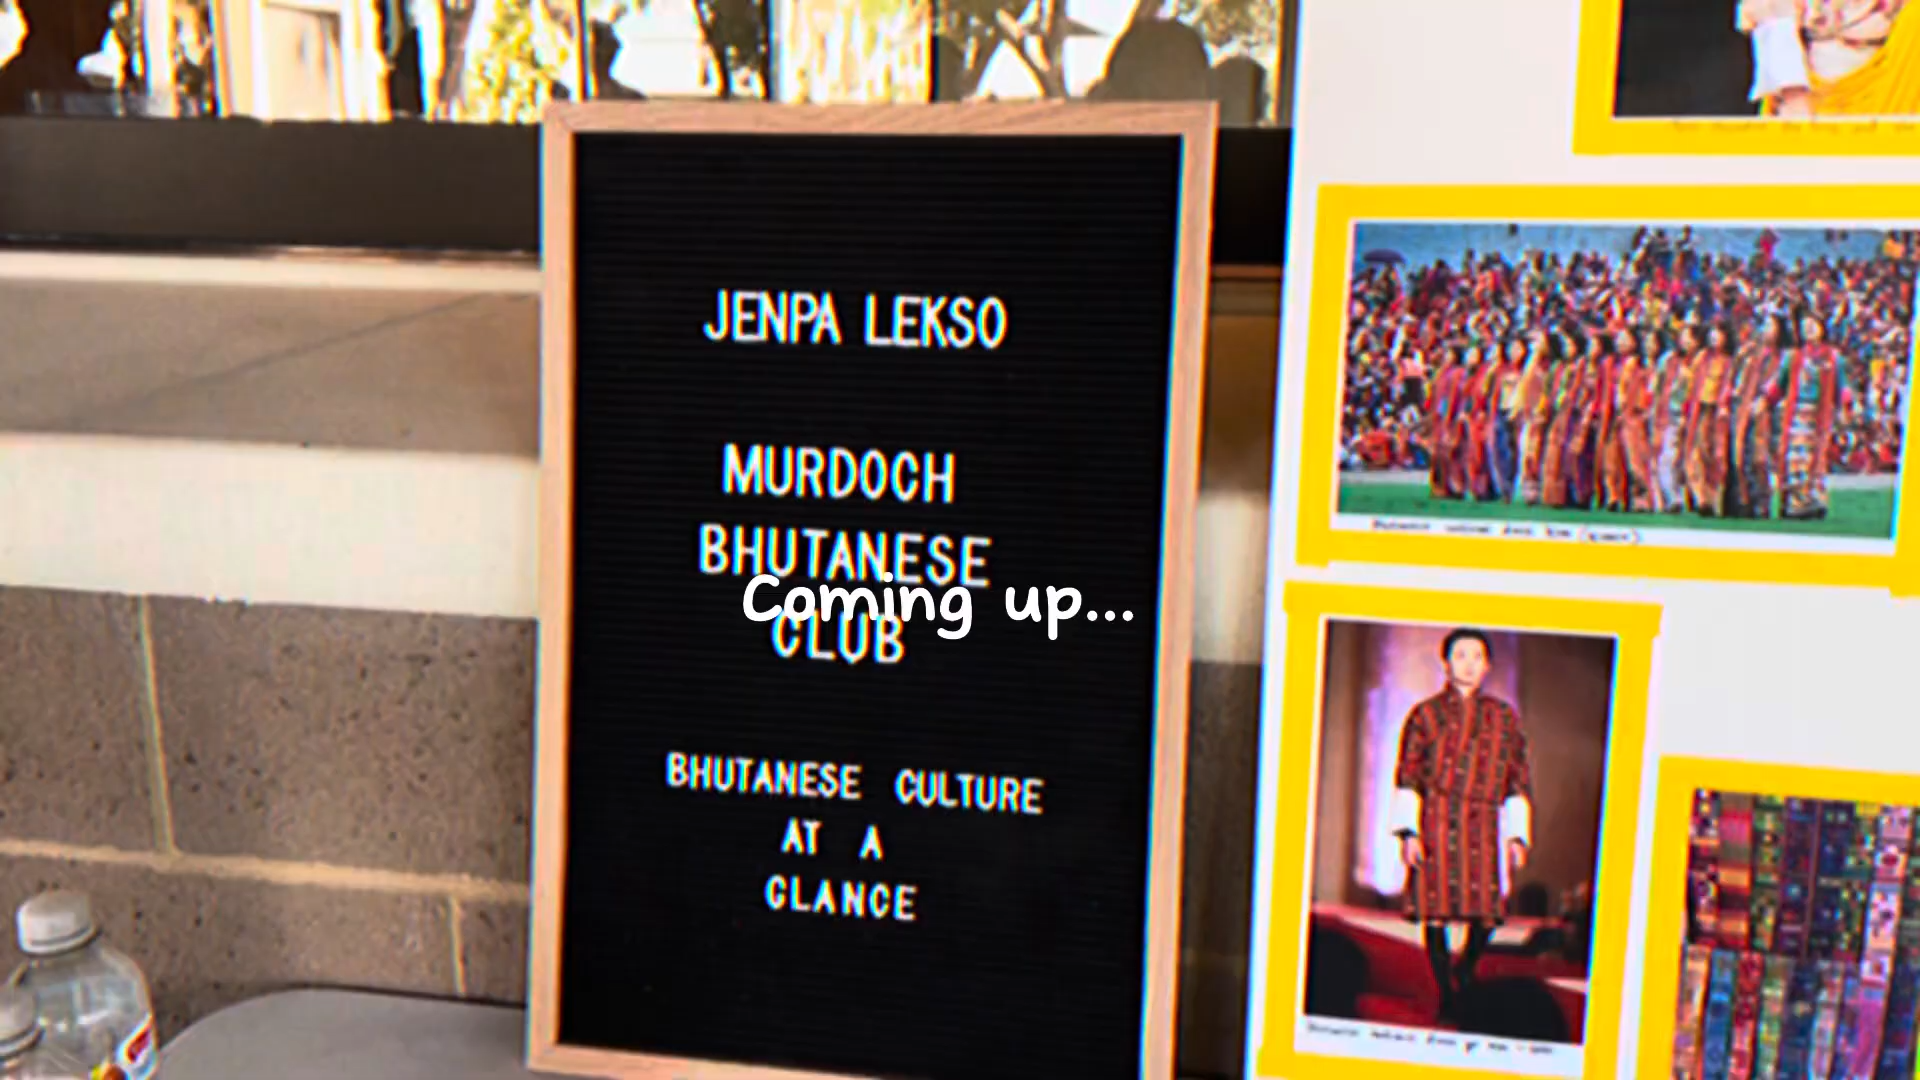 JENPA LEKSO
MURDOCH
BHUTANESE
Coming up...
CLUB
BHUTANESE CULTURE
AT A
GLANCE